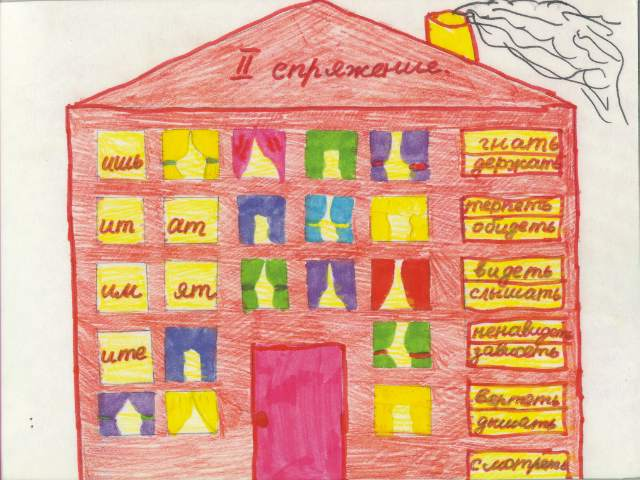 II спряжение.
ишь
ит ат
им ят
ите
гнать
держать
терпеть
обидеть
видеть
слышать
ненавидеть
зависеть
вертеть
дышать
смотреть